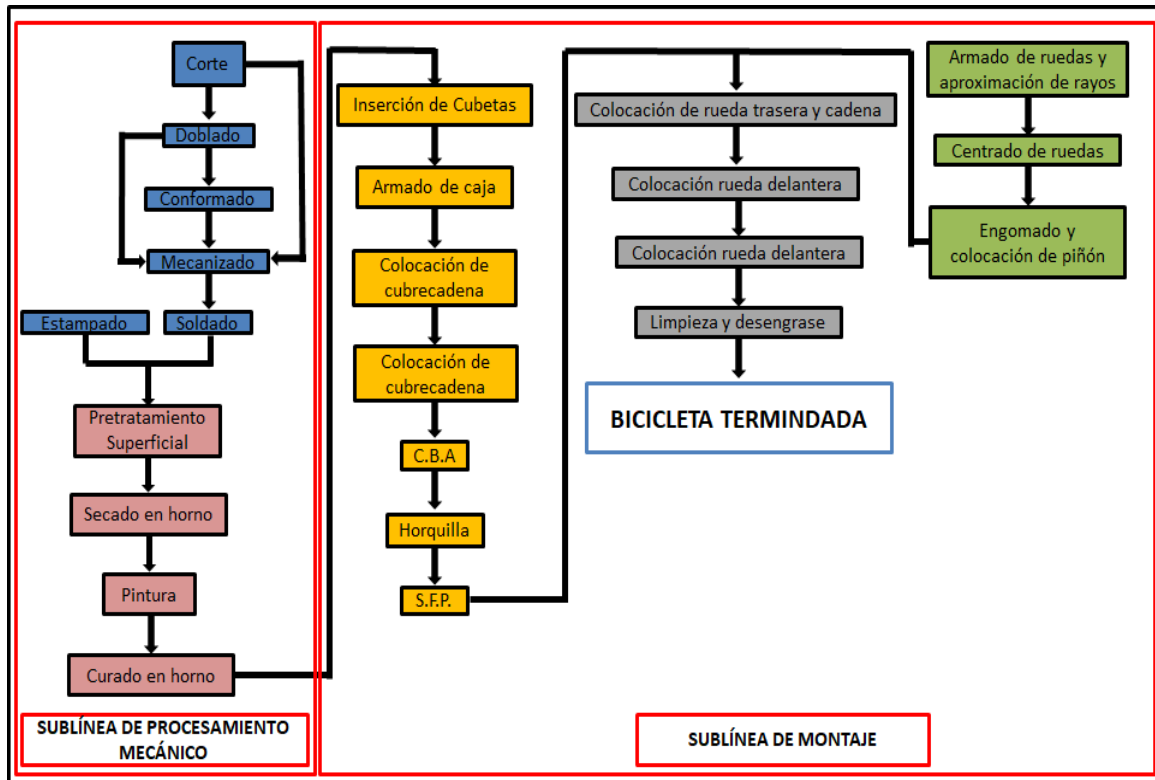 Corte
Doblado
Conformado
Mecanizado
Estampado
Soldado
Pretratamiento
Superficial
Secado en horno
Pintura
Curado en horno
SUBLÍNEA DE PROCESAMIENTO
MECÁNICO
Inserción de Cubetas
Armado de caja
Colocación de
cubrecadena
Colocación de
cubrecadena
C.B.A
Horquilla
S.F.P.
Colocación de rueda trasera y cadena
Colocación rueda delantera
Colocación rueda delantera
Limpieza y desengrase
BICICLETA TERMINDADA
Armado de ruedas y
aproximación de rayos
Centrado de ruedas
Engomado y
colocación de piñón
SUBLÍNEA DE MONTAJE